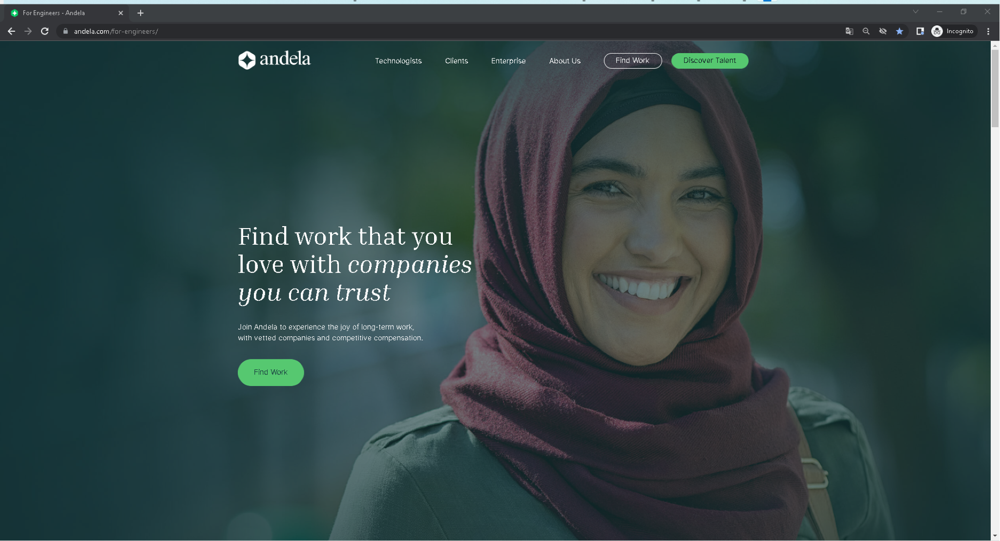 For Engineers - Andela
andela.com/for-engineers/
Incognito
andela
Technologists
Clients
Enterprise
About Us
Find Work
Discover Talent
Find work that you
love with companies
you can trust
Join Andela to experience the joy of long-term work,
with vetted companies and competitive compensation.
Find Work